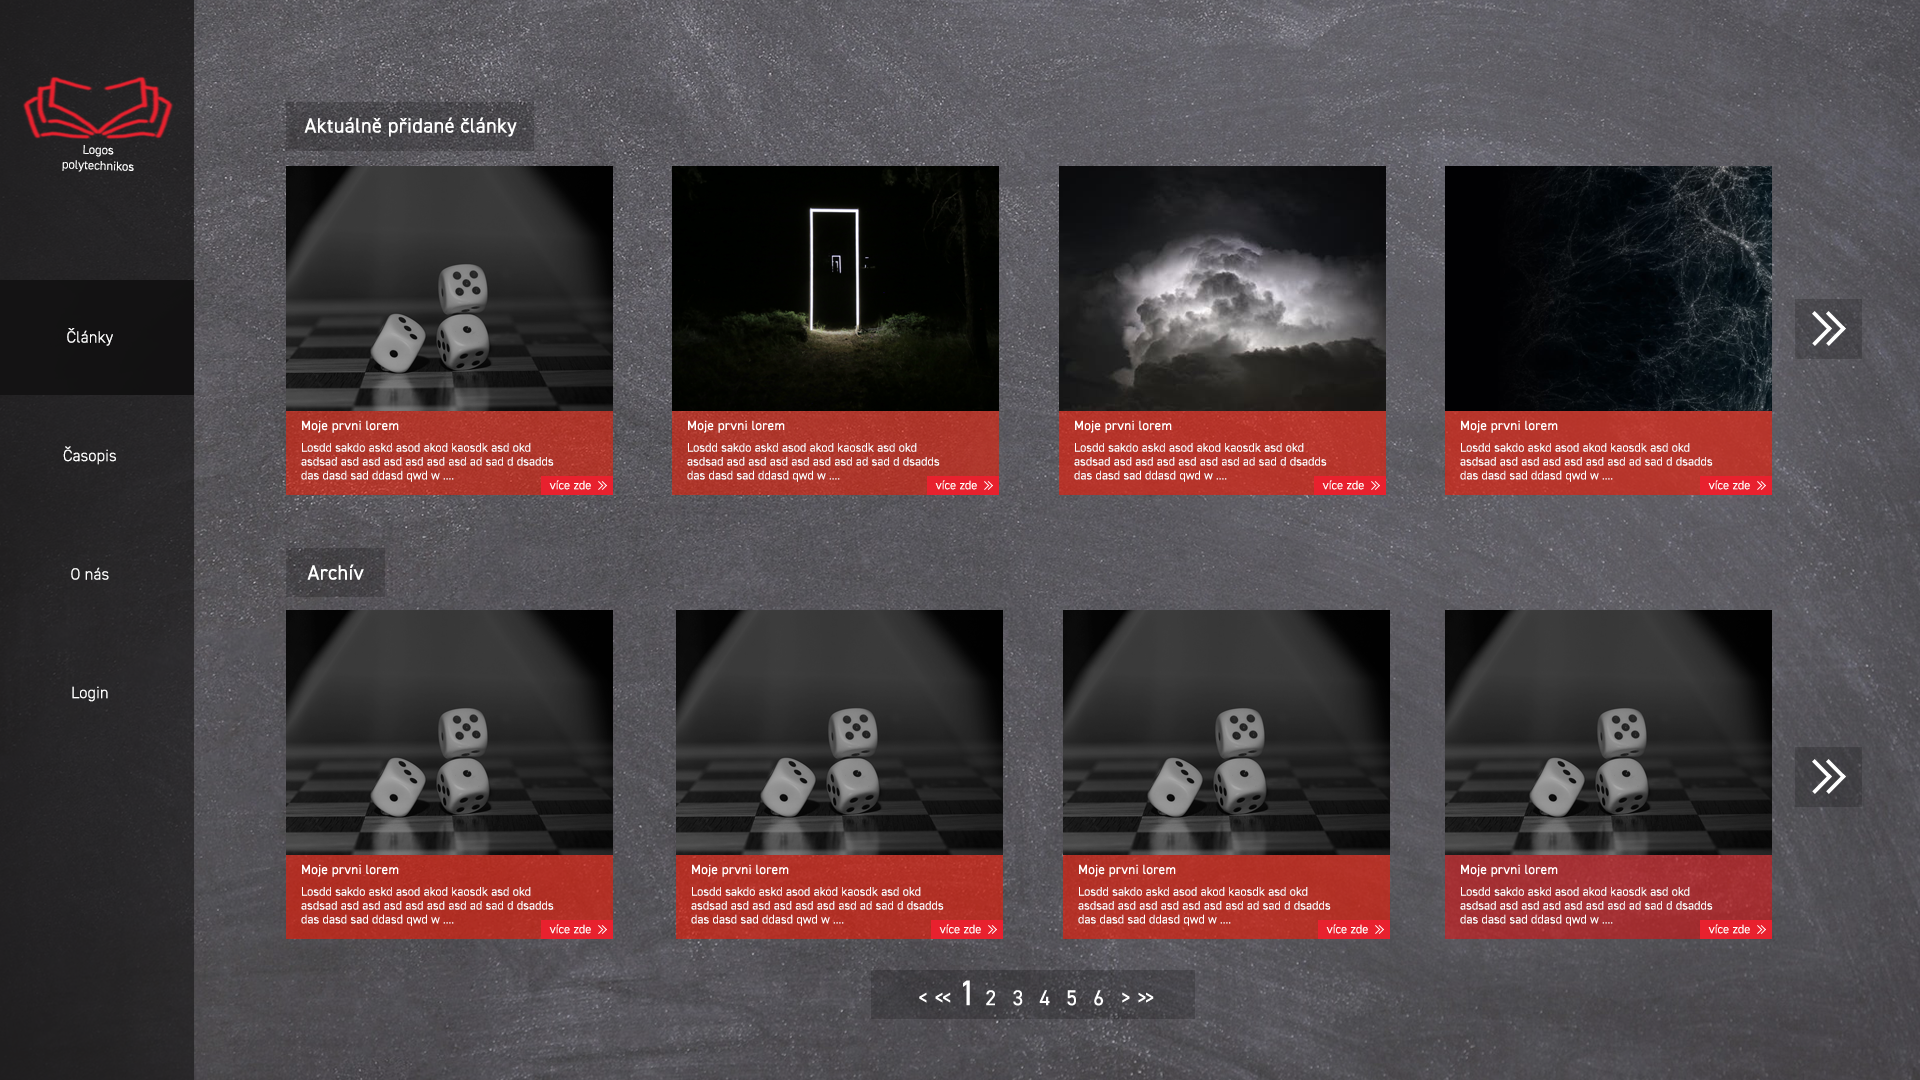 Logos
polytechnikos
Články
Časopis
O nás
Login
Aktuálně přidané články
Moje prvni lorem
Losdd sakdo askd asod akod kaosdk asd okd
asdsad asd asd asd asd asd asd ad sad d dsadds
das dasd sad ddasd qwd w ....
více zde
Moje prvni lorem
Losdd sakdo askd asod akod kaosdk asd okd
asdsad asd asd asd asd asd asd ad sad d dsadds
das dasd sad ddasd qwd w ....
více zde
Moje prvni lorem
Losdd sakdo askd asod akod kaosdk asd okd
asdsad asd asd asd asd asd asd ad sad d dsadds
das dasd sad ddasd qwd w ....
více zde
Moje prvni lorem
Losdd sakdo askd asod akod kaosdk asd okd
asdsad asd asd asd asd asd asd ad sad d dsadds
das dasd sad ddasd qwd w ....
více zde
Archív
Moje prvni lorem
Losdd sakdo askd asod akod kaosdk asd okd
asdsad asd asd asd asd asd asd ad sad d dsadds
das dasd sad ddasd qwd w ....
více zde
Moje prvni lorem
Losdd sakdo askd asod akod kaosdk asd okd
asdsad asd asd asd asd asd asd ad sad d dsadds
das dasd sad ddasd qwd w ....
více zde
Moje prvni lorem
Losdd sakdo askd asod akod kaosdk asd okd
asdsad asd asd asd asd asd asd ad sad d dsadds
das dasd sad ddasd qwd w ....
více zde
Moje prvni lorem
Losdd sakdo askd asod akod kaosdk asd okd
asdsad asd asd asd asd asd asd ad sad d dsadds
das dasd sad ddasd qwd w ....
více zde
< << 1 2 3 4 5 6 > >>